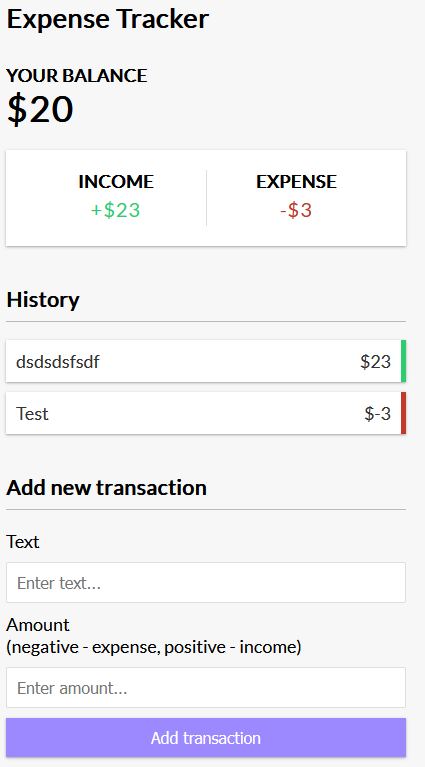 Expense Tracker
YOUR BALANCE
$20
INCOME EXPENSE
+$23 -$3
History
dsdsdsfsdf $23
Test $-3
Add new transaction
Text
Enter text...
Amount
(negative - expense, positive - income)
Enter amount...
Add transaction